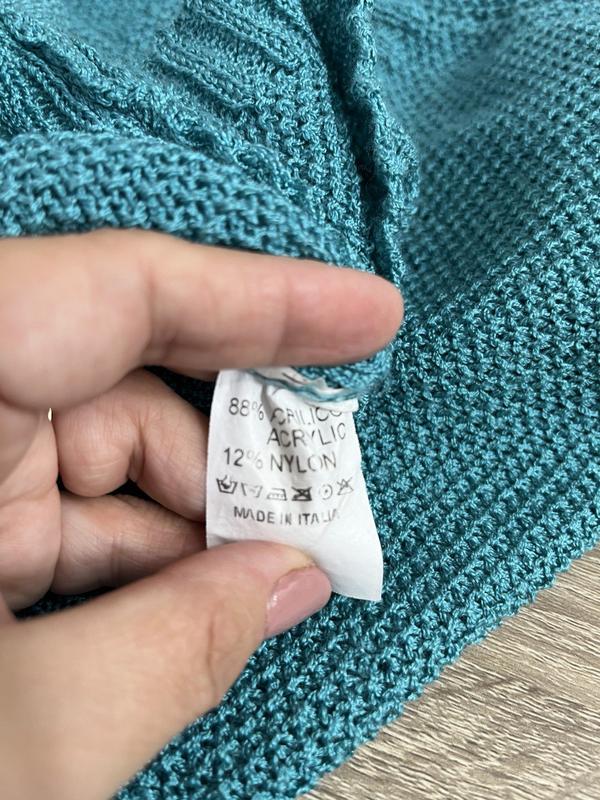 88% ACRILICO
ACRYLIC
12% NYLON
MADE IN ITALIA